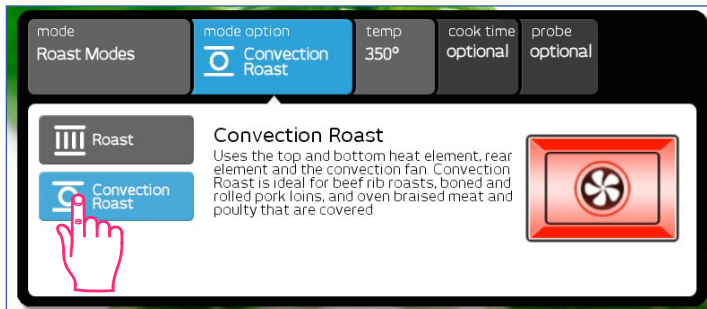 mode
Roast Modes
mode option
Convection
Roast
temp
350°
cook time
optional
probe
optional
Roast
Convection
Roast
Convection Roast
Uses the top and bottom heat element, rear
element and the convection fan. Convection
Roast is ideal for beef rib roasts, boned and
rolled pork loins, and oven braised meat and
poulty that are covered.